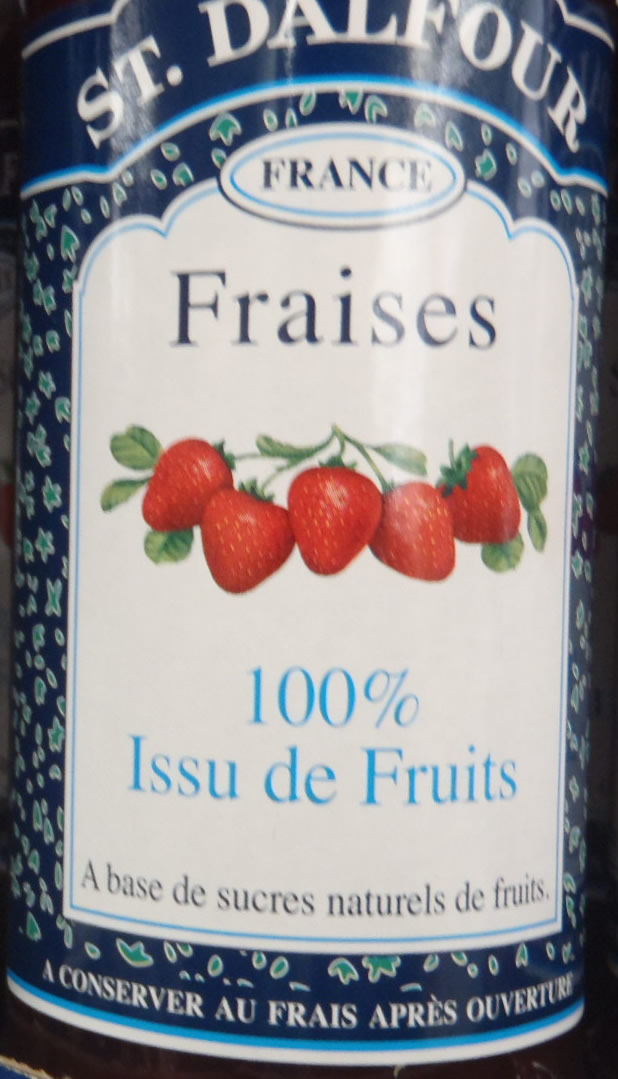 ST. DALFOUR
FRANCE
Fraises
100%
Issu de Fruits
A base de sucres naturels de fruits.
A CONSERVER AU FRAIS APRÈS OUVERTURE